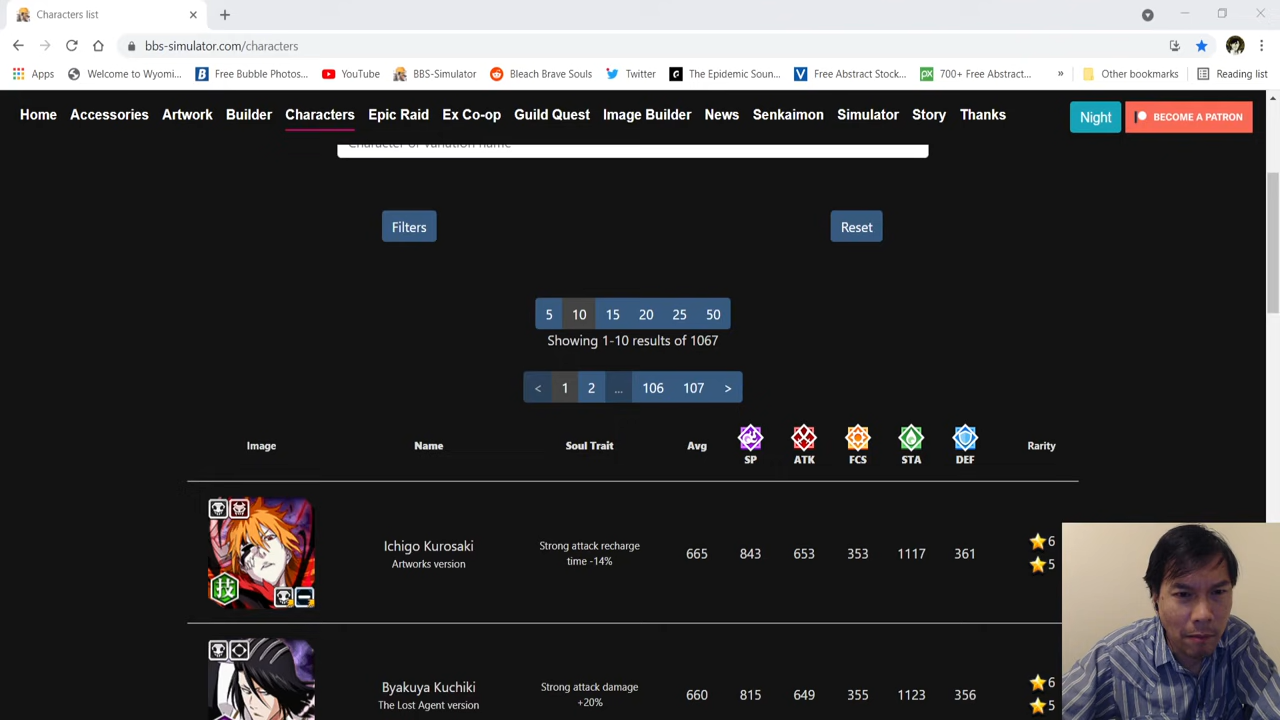 Characters list
bbs-simulator.com/characters
Apps Welcome to Wyomi... Free Bubble Photos... YouTube BBS-Simulator Bleach Brave Souls Twitter The Epidemic Soun... Free Abstract Stock... 700+ Free Abstract... » Other bookmarks Reading list
Home Accessories Artwork Builder Characters Epic Raid Ex Co-op Guild Quest Image Builder News Senkaimon Simulator Story Thanks Night BECOME A PATRON
Character or variation name
Filters Reset
5 10 15 20 25 50
Showing 1-10 results of 1067
< 1 2 ... 106 107 >
Image Name Soul Trait Avg SP ATK FCS STA DEF Rarity
Ichigo Kurosaki
Artworks version
Strong attack recharge
time -14%
665 843 653 353 1117 361
6
5
技
Byakuya Kuchiki
The Lost Agent version
Strong attack damage
+20%
660 815 649 355 1123 356
6
5